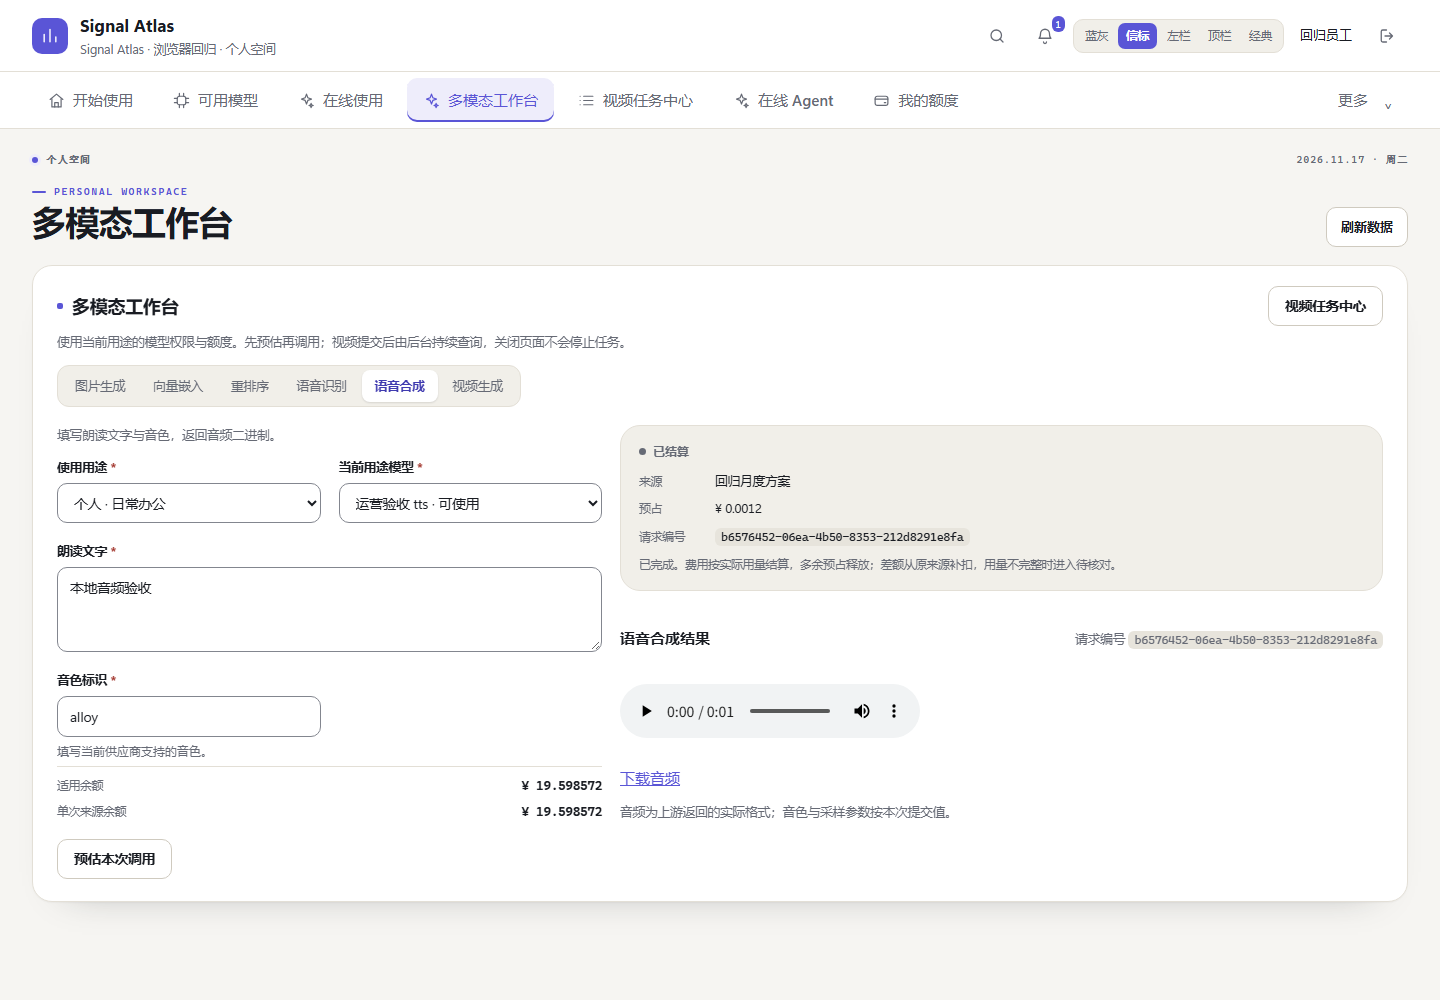 Signal Atlas
Signal Atlas · 浏览器回归 · 个人空间
1
蓝灰 信标 左栏 顶栏 经典
回归员工
开始使用 可用模型 在线使用 多模态工作台 视频任务中心 在线 Agent 我的额度 更多
个人空间
2026.11.17 · 周二
PERSONAL WORKSPACE
多模态工作台
刷新数据
多模态工作台
视频任务中心
使用当前用途的模型权限与额度。先预估再调用；视频提交后由后台持续查询，关闭页面不会停止任务。
图片生成 向量嵌入 重排序 语音识别 语音合成 视频生成
填写朗读文字与音色，返回音频二进制。
使用用途 * 当前用途模型 *
个人 · 日常办公 运营验收 tts · 可使用
朗读文字 *
本地音频验收
音色标识 *
alloy
填写当前供应商支持的音色。
适用余额 ¥ 19.598572
单次来源余额 ¥ 19.598572
预估本次调用
已结算
来源 回归月度方案
预占 ¥ 0.0012
请求编号 b6576452-06ea-4b50-8353-212d8291e8fa
已完成。费用按实际用量结算，多余预占释放；差额从原来源补扣，用量不完整时进入待核对。
语音合成结果 请求编号 b6576452-06ea-4b50-8353-212d8291e8fa
0:00 / 0:01
下载音频
音频为上游返回的实际格式；音色与采样参数按本次提交值。